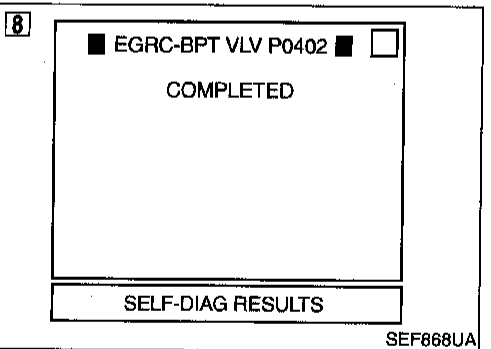 8
EGRC-BPT VLV P0402
COMPLETED
SELF-DIAG RESULTS
SEF868UA